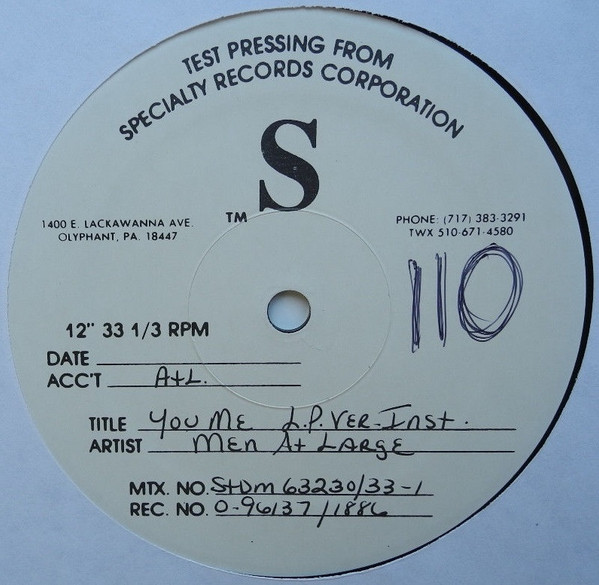 TEST PRESSING FROM
SPECIALTY RECORDS CORPORATION
S
TM
1400 E. LACKAWANNA AVE.
OLYPHANT, PA. 18447
PHONE: (717) 383-3291
TWX 510-671-4580
110
12" 33 1/3 RPM
DATE
ACC'T A+L.
TITLE You Me L.P. Ver-Inst.
ARTIST Men At Large
MTX. NO. StDm 63230/33-1
REC. NO. 0-96137/1886